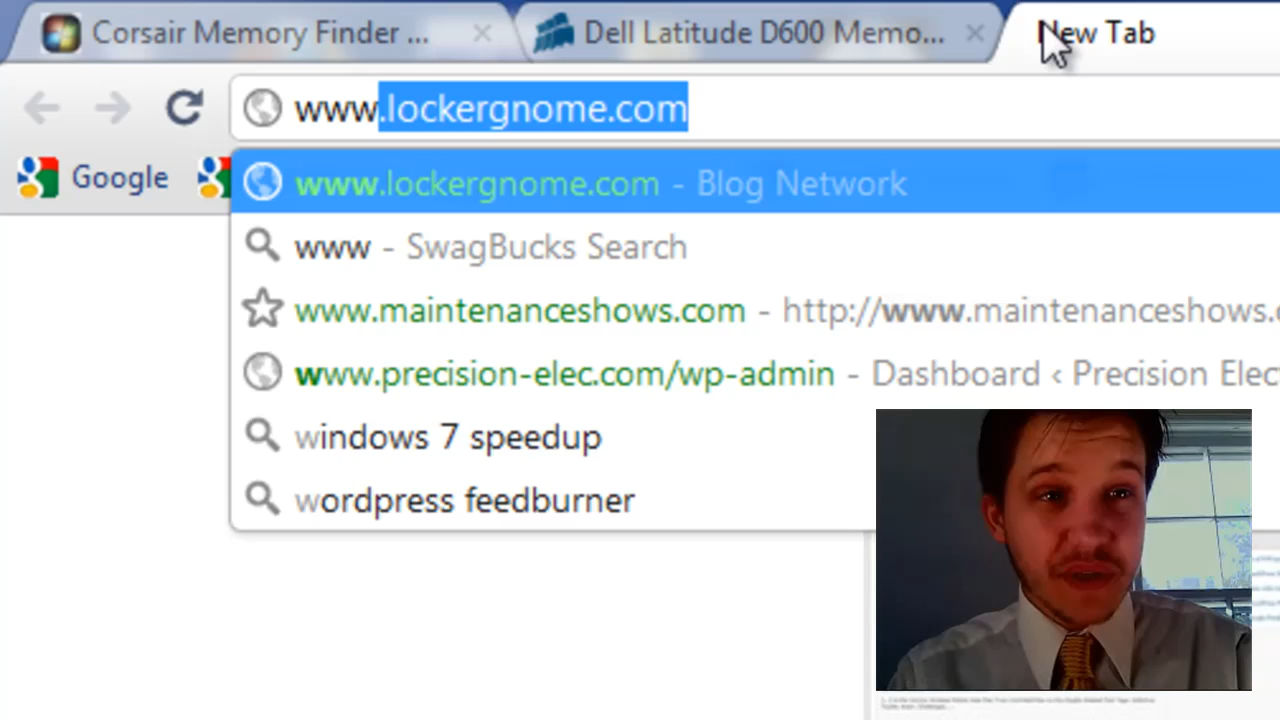 Corsair Memory Finder ...
Dell Latitude D600 Memo...
New Tab
www.lockergnome.com
Google
www.lockergnome.com - Blog Network
www - SwagBucks Search
www.maintenanceshows.com - http://www.maintenanceshows.
www.precision-elec.com/wp-admin - Dashboard ‹ Precision Elec
windows 7 speedup
wordpress feedburner